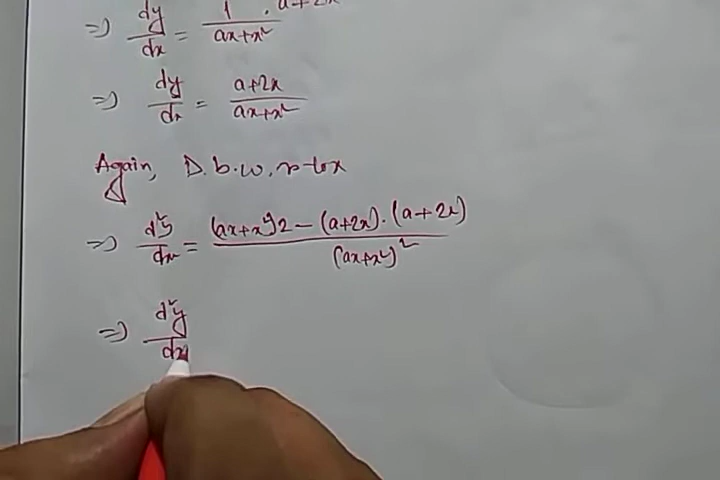 => dy/dx = 1/(ax+x²) · a+2x
=> dy/dx = (a+2x)/(ax+x²)
Again, D.b.w.r-tox
=> d²y/dx² = ((ax+x²)2-(a+2x)·(a+2x))/(ax+x²)²
=> d²y/dx